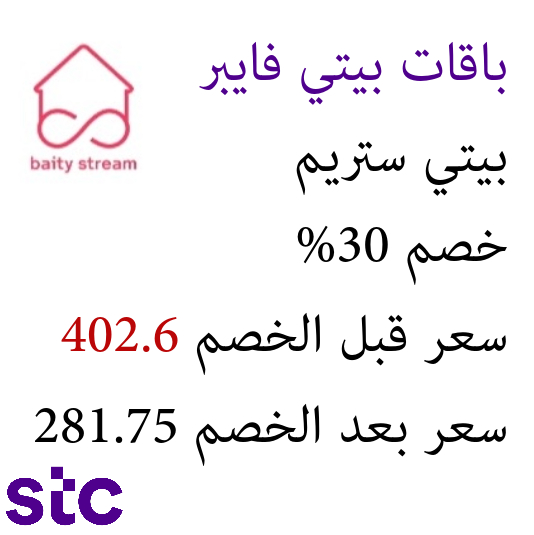 باقات بيتي فايبر
baity stream
بيتي ستريم
خصم 30%
سعر قبل الخصم 402.6
سعر بعد الخصم 281.75
stc